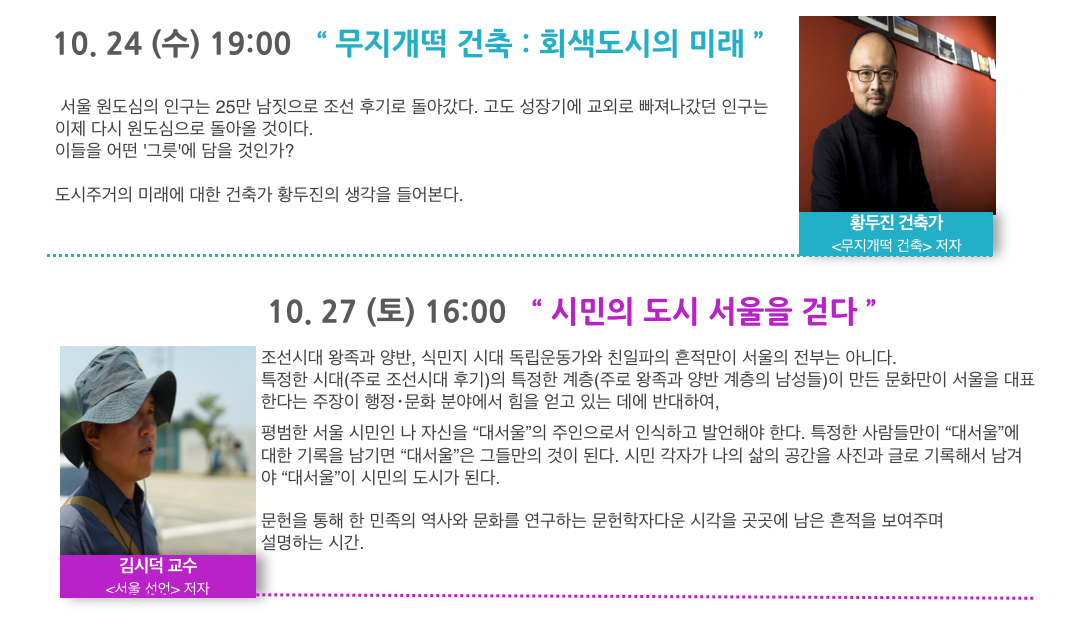 10. 24 (수) 19:00 “ 무지개떡 건축 : 회색도시의 미래 ”
서울 원도심의 인구는 25만 남짓으로 조선 후기로 돌아갔다. 고도 성장기에 교외로 빠져나갔던 인구는
이제 다시 원도심으로 돌아올 것이다.
이들을 어떤 '그릇'에 담을 것인가?
도시주거의 미래에 대한 건축가 황두진의 생각을 들어본다.
황두진 건축가
<무지개떡 건축> 저자
10. 27 (토) 16:00 “ 시민의 도시 서울을 걷다 ”
조선시대 왕족과 양반, 식민지 시대 독립운동가와 친일파의 흔적만이 서울의 전부는 아니다.
특정한 시대(주로 조선시대 후기)의 특정한 계층(주로 왕족과 양반 계층의 남성들)이 만든 문화만이 서울을 대표
한다는 주장이 행정·문화 분야에서 힘을 얻고 있는 데에 반대하여,
평범한 서울 시민인 나 자신을 “대서울”의 주인으로서 인식하고 발언해야 한다. 특정한 사람들만이 “대서울”에
대한 기록을 남기면 “대서울”은 그들만의 것이 된다. 시민 각자가 나의 삶의 공간을 사진과 글로 기록해서 남겨
야 “대서울”이 시민의 도시가 된다.
문헌을 통해 한 민족의 역사와 문화를 연구하는 문헌학자다운 시각을 곳곳에 남은 흔적을 보여주며
설명하는 시간.
김시덕 교수
<서울 선언> 저자